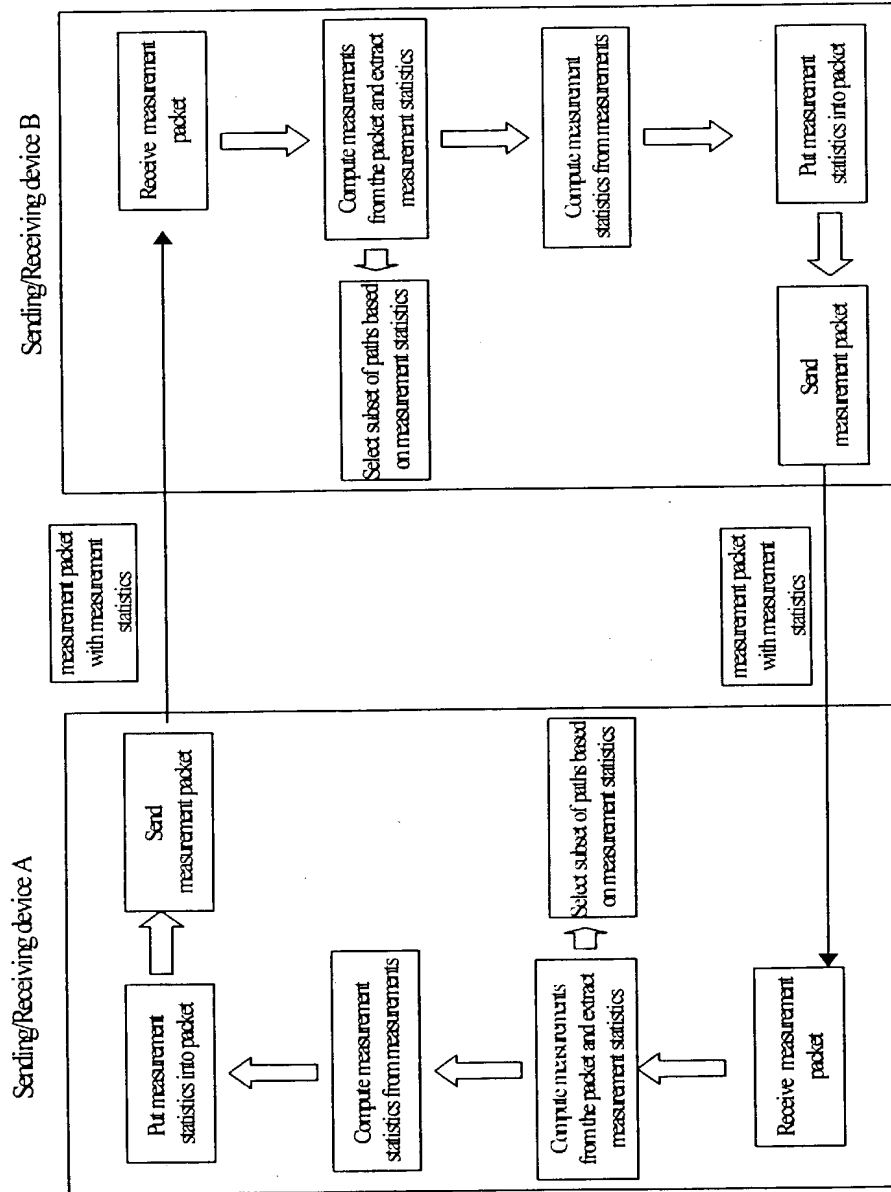 Sending/Receiving device A
Put measurement
statistics into packet
Send
measurement packet
Compute measurement
statistics from measurements
Compute measurements
from the packet and extract
measurement statistics
Select subset of paths based
on measurement statistics
Receive measurement
packet
measurement packet
with measurement
statistics
measurement packet
with measurement
statistics
Sending/Receiving device B
Receive measurement
packet
Compute measurements
from the packet and extract
measurement statistics
Select subset of paths based
on measurement statistics
Compute measurement
statistics from measurements
Put measurement
statistics into packet
Send
measurement packet